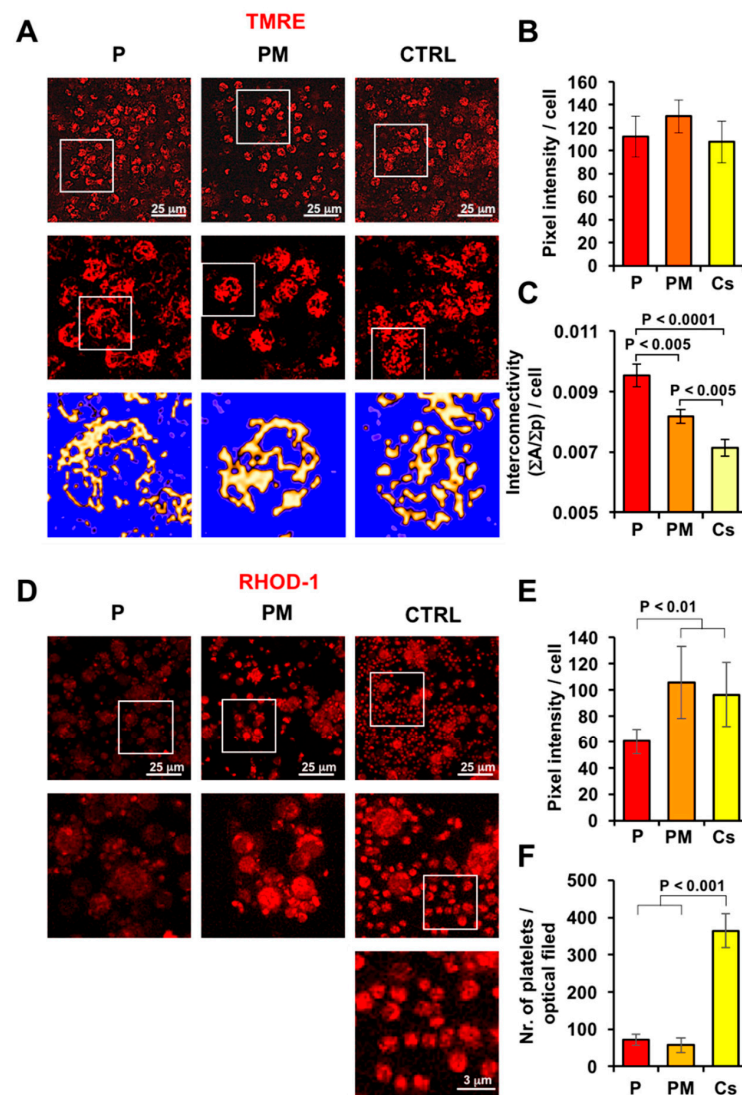 A
TMRE
P PM CTRL
25 µm 25 µm 25 µm
B
Pixel intensity / cell
160
140
120
100
80
60
40
20
0
P PM Cs
C
Interconnectivity
(ΣA/Σp) / cell
0.011
0.009
0.007
0.005
P < 0.0001
P < 0.005
P < 0.005
P PM Cs
D
RHOD-1
P PM CTRL
25 µm 25 µm 25 µm
3 µm
E
Pixel intensity / cell
140
120
100
80
60
40
20
0
P < 0.01
P PM Cs
F
Nr. of platelets /
optical filed
500
400
300
200
100
0
P < 0.001
P PM Cs